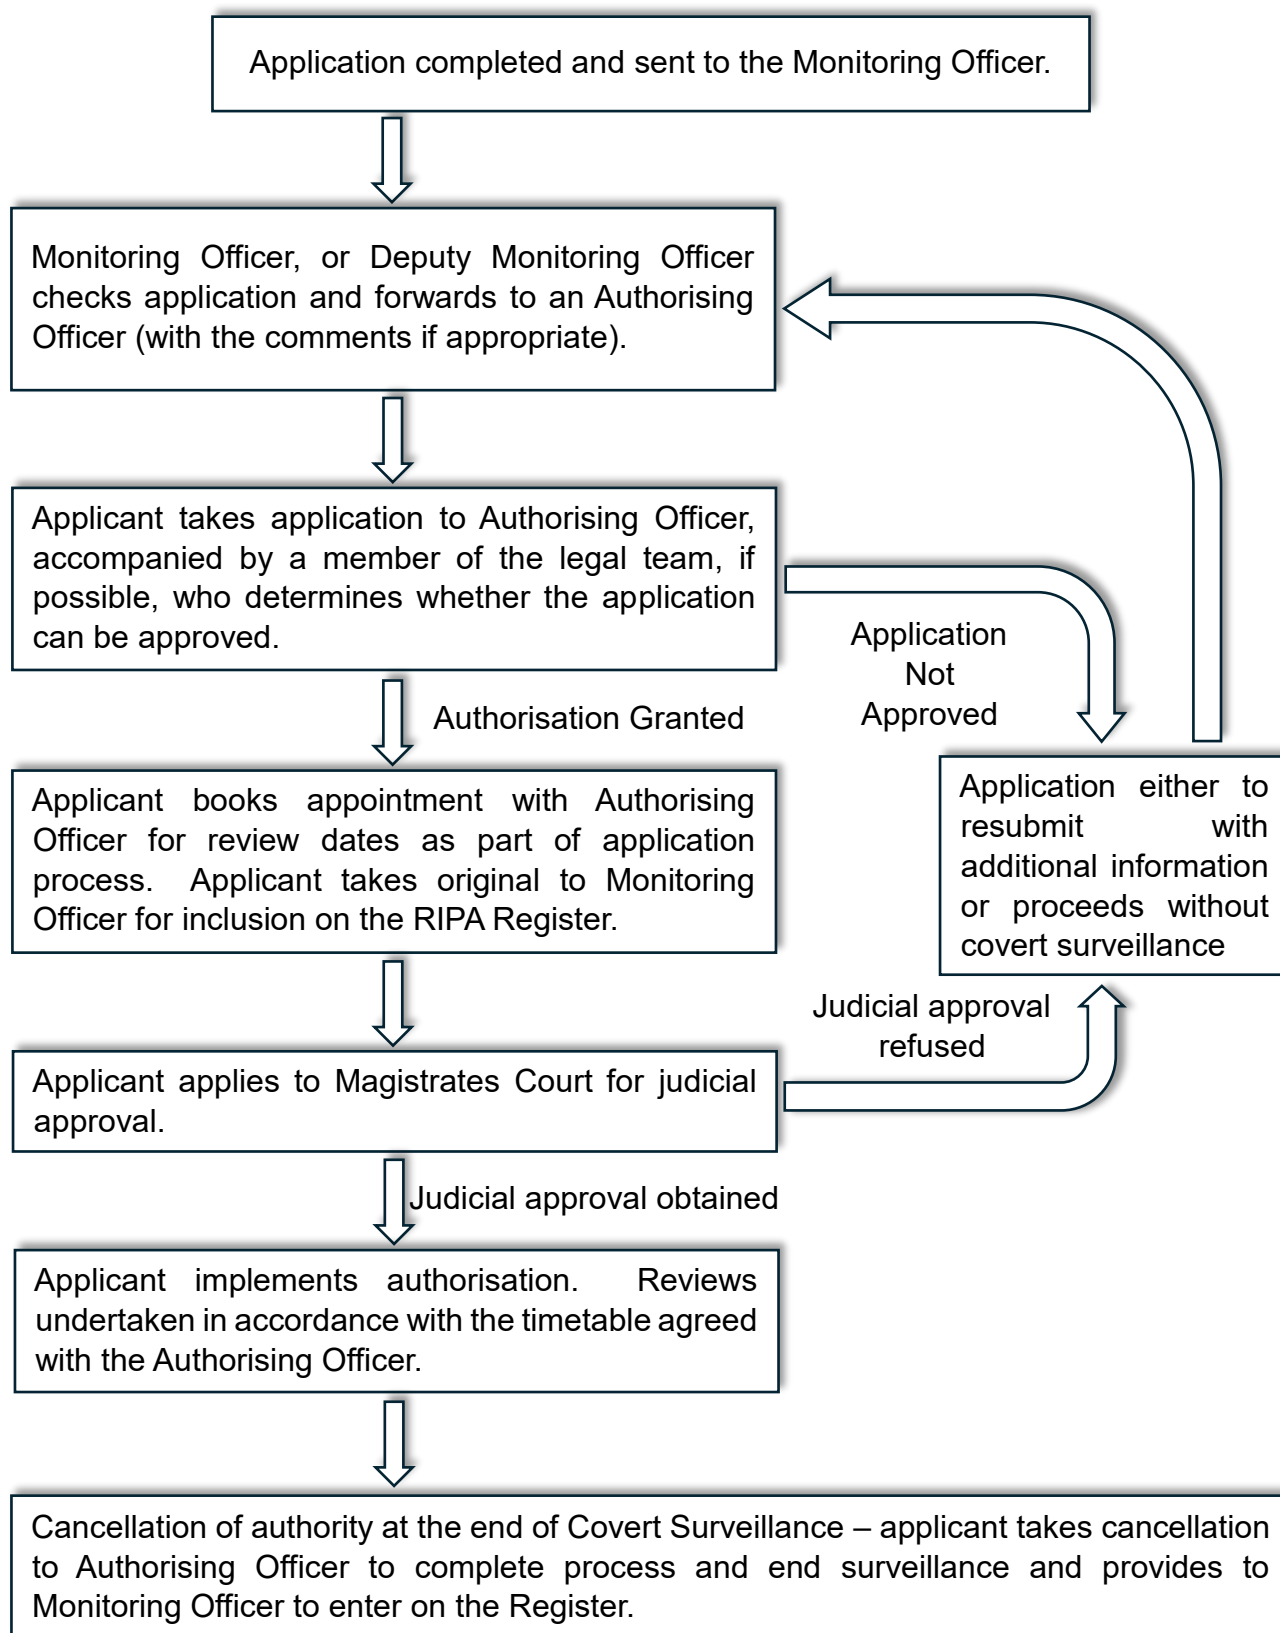 Application completed and sent to the Monitoring Officer.
Monitoring Officer, or Deputy Monitoring Officer
checks application and forwards to an Authorising
Officer (with the comments if appropriate).
Applicant takes application to Authorising Officer,
accompanied by a member of the legal team, if
possible, who determines whether the application
can be approved.
Application
Not
Approved
Authorisation Granted
Applicant books appointment with Authorising
Officer for review dates as part of application
process. Applicant takes original to Monitoring
Officer for inclusion on the RIPA Register.
Application either to
resubmit with
additional information
or proceeds without
covert surveillance
Judicial approval
refused
Applicant applies to Magistrates Court for judicial
approval.
Judicial approval obtained
Applicant implements authorisation. Reviews
undertaken in accordance with the timetable agreed
with the Authorising Officer.
Cancellation of authority at the end of Covert Surveillance – applicant takes cancellation
to Authorising Officer to complete process and end surveillance and provides to
Monitoring Officer to enter on the Register.